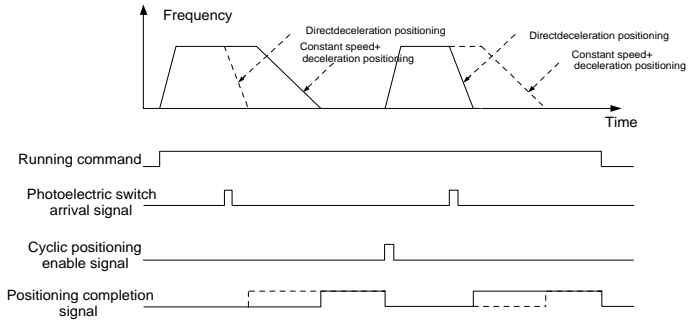 Frequency
Directdeceleration positioning
Constant speed+
deceleration positioning
Directdeceleration positioning
Constant speed+
deceleration positioning
Time
Running command
Photoelectric switch
arrival signal
Cyclic positioning
enable signal
Positioning completion
signal